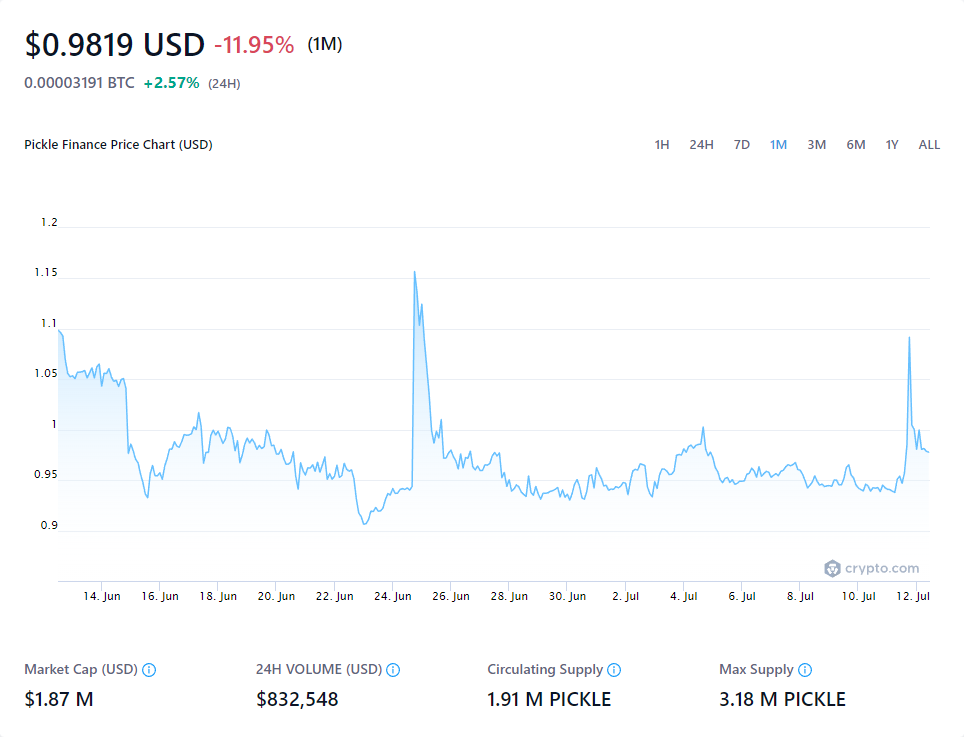 $0.9819 USD -11.95% (1M)
0.00003191 BTC +2.57% (24H)
Pickle Finance Price Chart (USD) 1H 24H 7D 1M 3M 6M 1Y ALL
1.2
1.15
1.1
1.05
1
0.95
0.9
crypto.com
14. Jun 16. Jun 18. Jun 20. Jun 22. Jun 24. Jun 26. Jun 28. Jun 30. Jun 2. Jul 4. Jul 6. Jul 8. Jul 10. Jul 12. Jul
Market Cap (USD) 24H VOLUME (USD) Circulating Supply Max Supply
$1.87 M $832,548 1.91 M PICKLE 3.18 M PICKLE